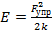 E = F²упр / 2k